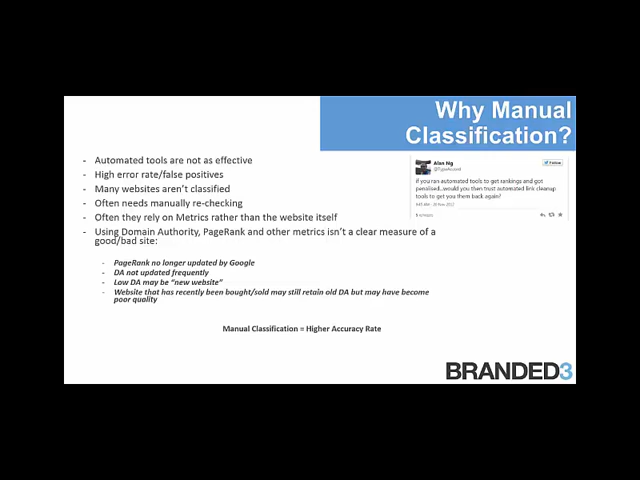 Why Manual
Classification?
- Automated tools are not as effective
- High error rate/false positives
- Many websites aren't classified
- Often needs manually re-checking
- Often they rely on Metrics rather than the website itself
- Using Domain Authority, PageRank and other metrics isn't a clear measure of a
good/bad site:
- PageRank no longer updated by Google
- DA not updated frequently
- Low DA may be "new website"
- Website that has recently been bought/sold may still retain old DA but may have become
poor quality
Manual Classification = Higher Accuracy Rate
Alan Ng
Follow
if you ran automated tools to get rankings and got
penalised..would you then trust automated link cleanup
tools to get you them back again?
BRANDED3